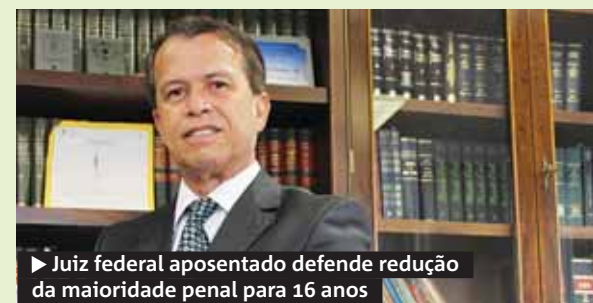 ▶ Juiz federal aposentado defende redução
da maioridade penal para 16 anos